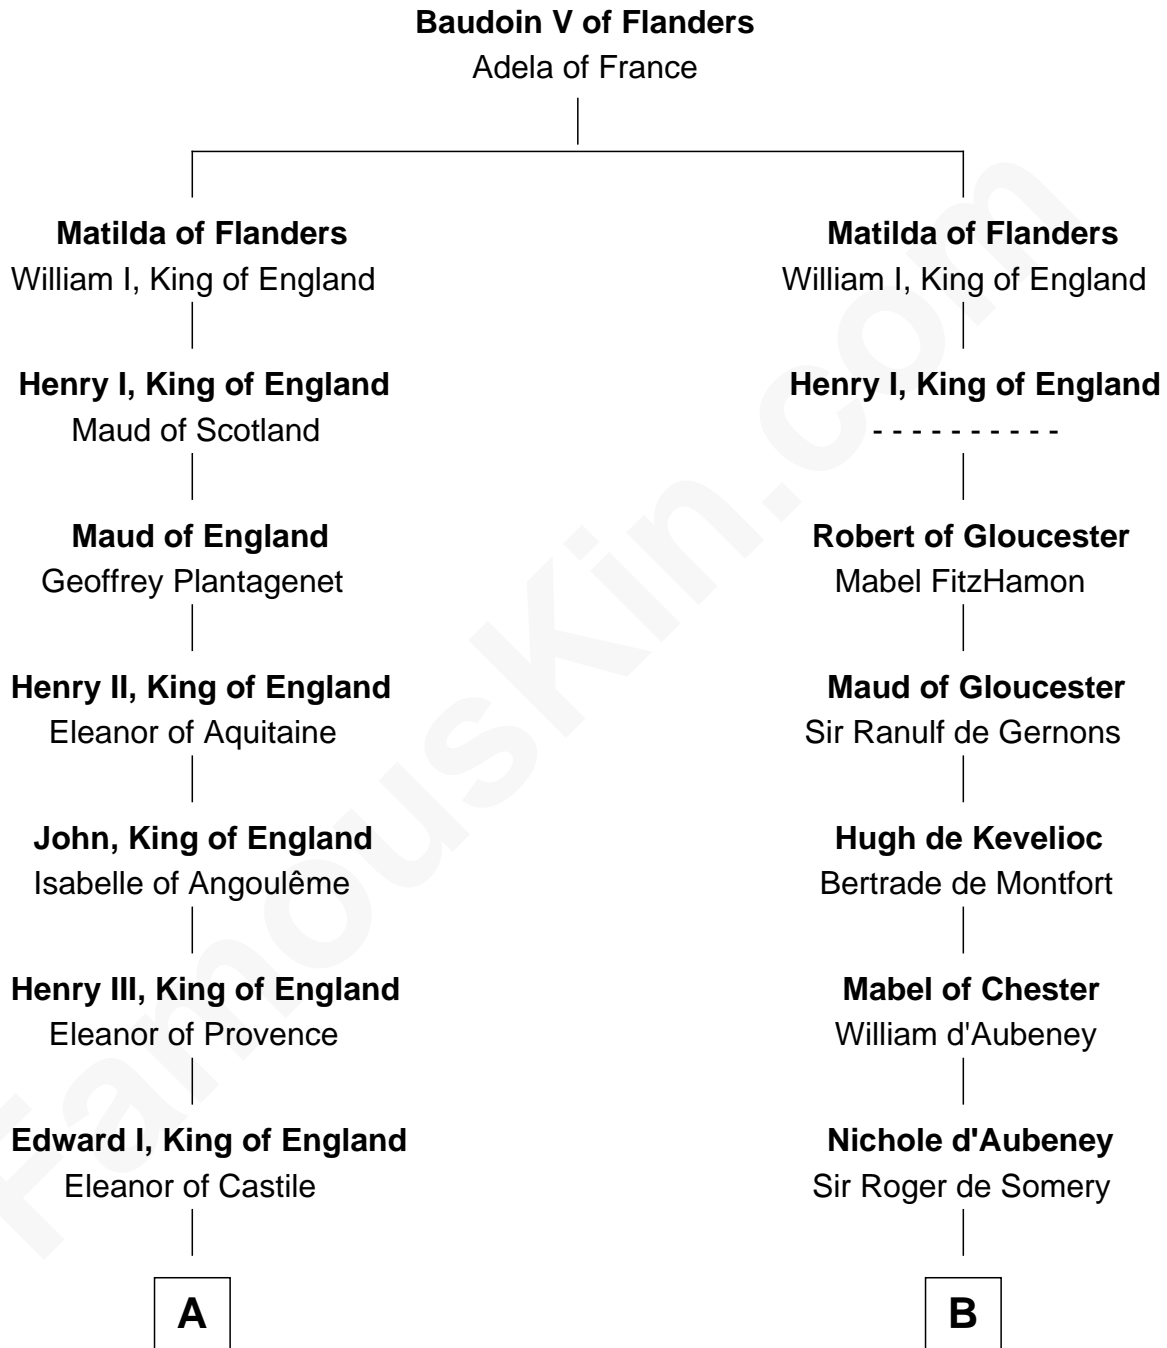 Baudoin V of Flanders
Adela of France
Matilda of Flanders
William I, King of England
Matilda of Flanders
William I, King of England
Henry I, King of England
Maud of Scotland
Henry I, King of England
- - - - - - - - - -
Maud of England
Geoffrey Plantagenet
Robert of Gloucester
Mabel FitzHamon
Henry II, King of England
Eleanor of Aquitaine
Maud of Gloucester
Sir Ranulf de Gernons
John, King of England
Isabelle of Angoulême
Hugh de Kevelioc
Bertrade de Montfort
Henry III, King of England
Eleanor of Provence
Mabel of Chester
William d'Aubeney
Edward I, King of England
Eleanor of Castile
Nichole d'Aubeney
Sir Roger de Somery
A
B
FamousKin.com